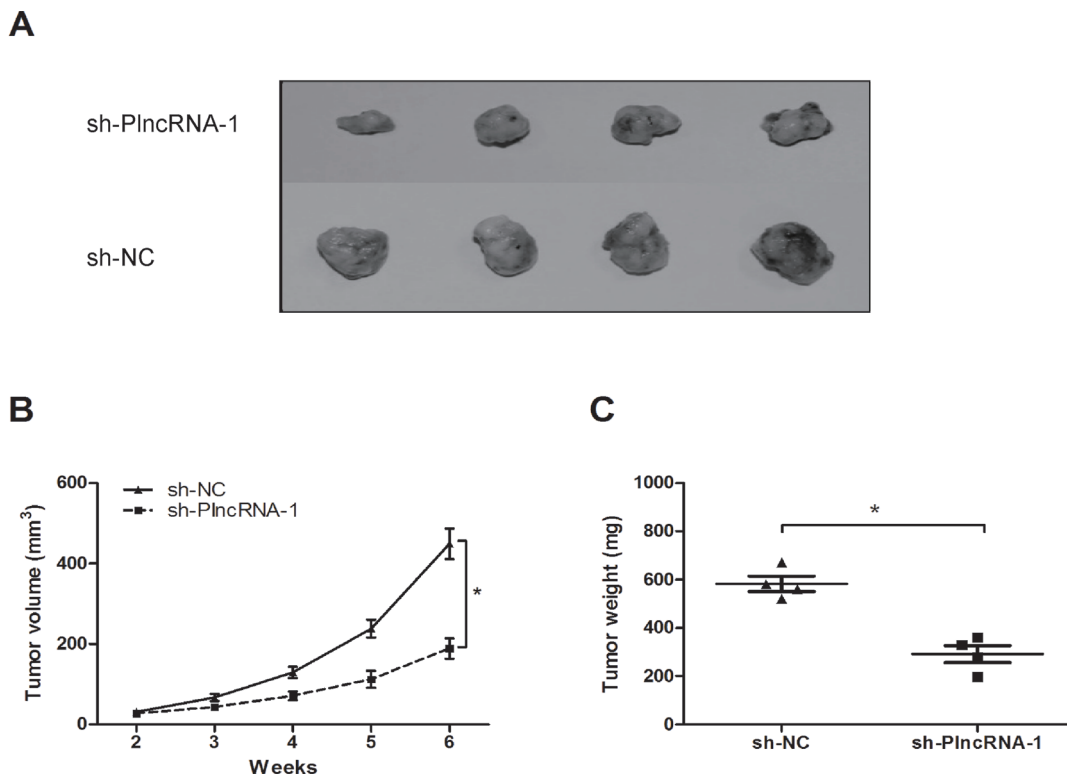 A
sh-PlncRNA-1
sh-NC
B
Tumor volume (mm³)
600
400
200
0
sh-NC
sh-PlncRNA-1
*
2 3 4 5 6
Weeks
C
Tumor weight (mg)
1000
800
600
400
200
0
*
sh-NC sh-PlncRNA-1